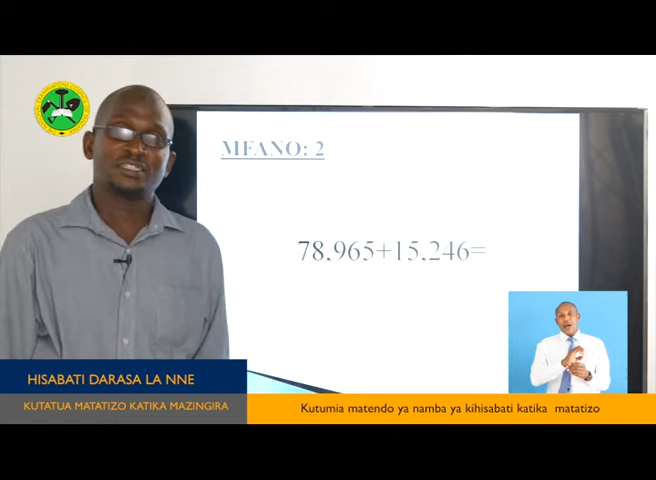 MFANO: 2
78,965+15,246=
HISABATI DARASA LA NNE
KUTATUA MATATIZO KATIKA MAZINGIRA
Kutumia matendo ya namba ya kihisabati katika matatizo